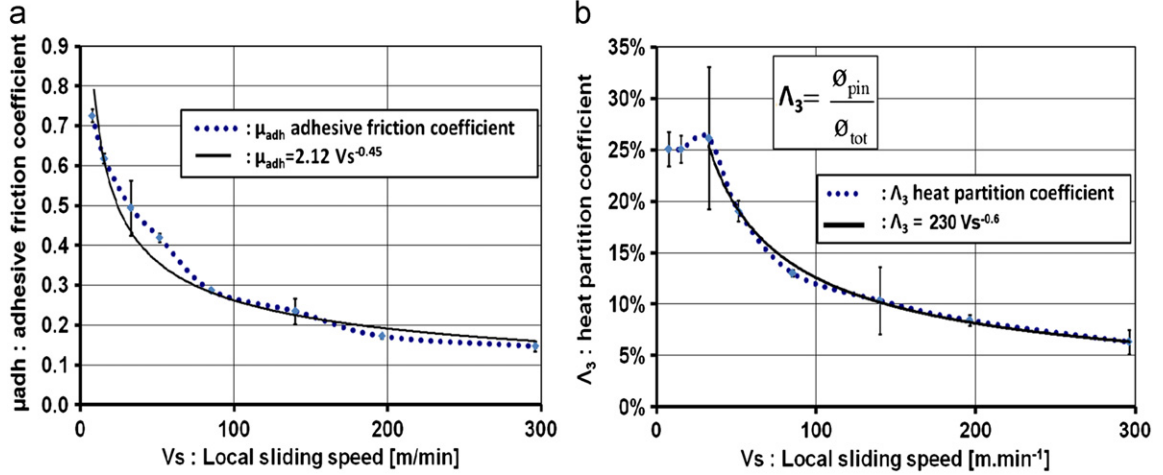 a
μadh : adhesive friction coefficient
0.9
0.8
0.7
0.6
0.5
0.4
0.3
0.2
0.1
0.0
: μadh adhesive friction coefficient
: μadh=2.12 Vs-0.45
0 100 200 300
Vs : Local sliding speed [m/min]
b
Λ3 : heat partition coefficient
35%
30%
25%
20%
15%
10%
5%
0%
Λ3= øpin
øtot
: Λ3 heat partition coefficient
: Λ3 = 230 Vs-0.6
0 100 200 300
Vs : Local sliding speed [m.min-1]